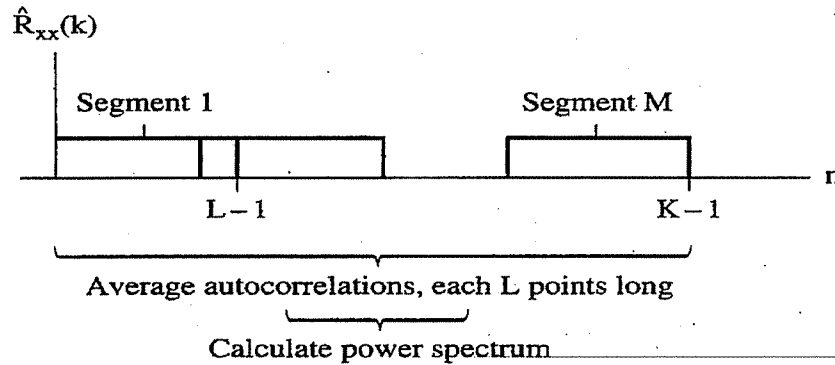 R̂xx(k)
Segment 1 Segment M
n
L – 1 K – 1
Average autocorrelations, each L points long
Calculate power spectrum